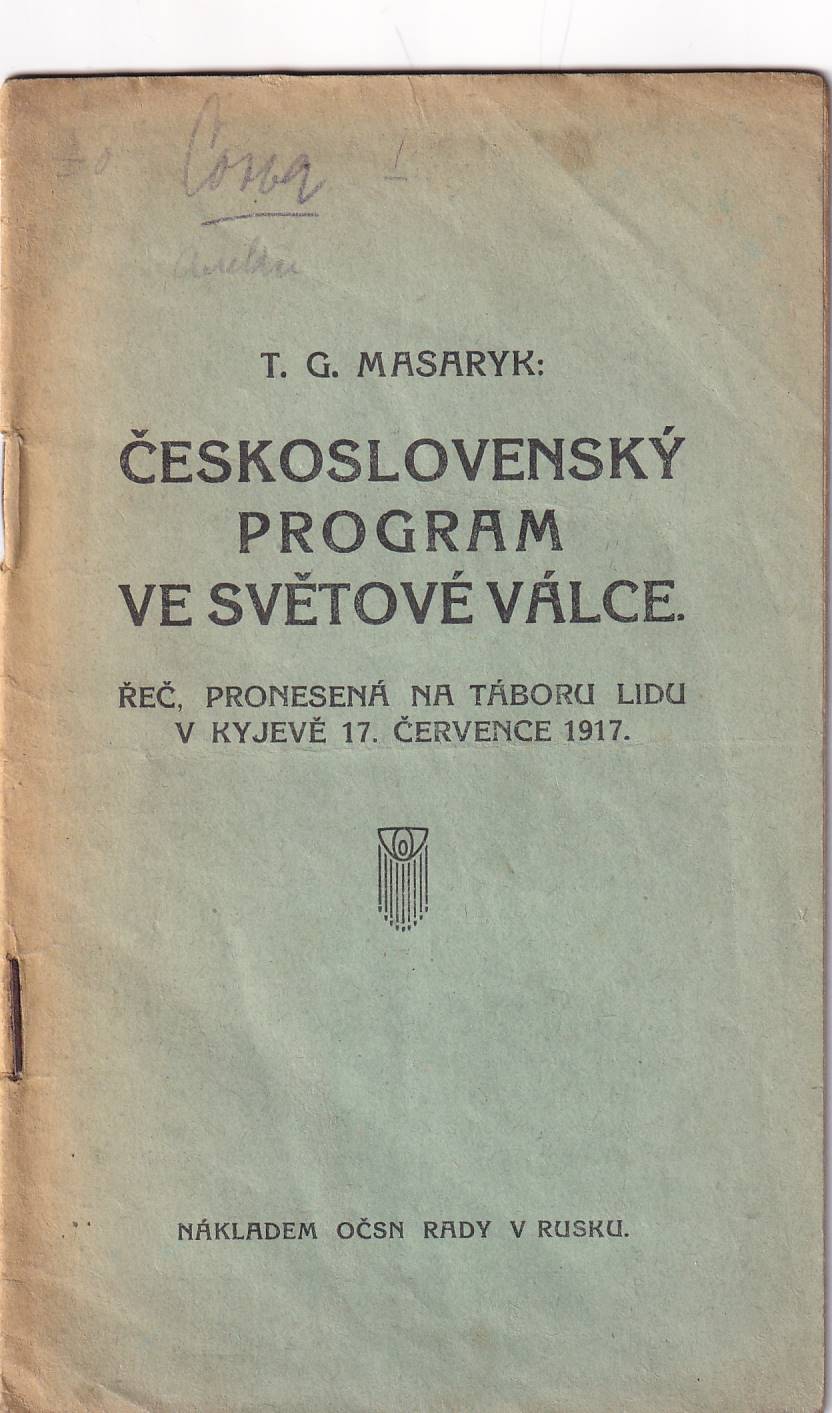 T. G. MASARYK:
ČESKOSLOVENSKÝ
PROGRAM
VE SVĚTOVÉ VÁLCE.
ŘEČ, PRONESENÁ NA TÁBORU LIDU
V KYJEVĚ 17. ČERVENCE 1917.
NÁKLADEM OČSN RADY V RUSKU.